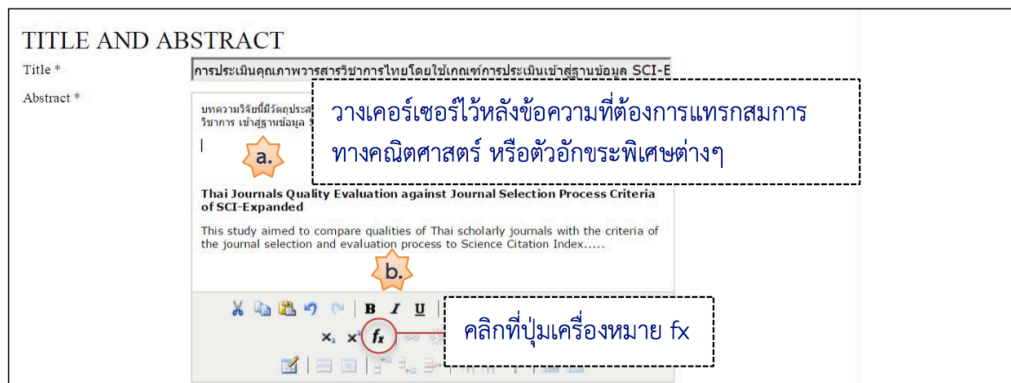 TITLE AND ABSTRACT
Title *
การประเมินคุณภาพวารสารวิชาการไทยโดยใช้เกณฑ์การประเมินเข้าสู่ฐานข้อมูล SCI-E
Abstract *
บทความวิจัยนี้มีวัตถุประส
วิชาการ เข้าสู่ฐานข้อมูล
วางเคอร์เซอร์ไว้หลังข้อความที่ต้องการแทรกสมการ
ทางคณิตศาสตร์ หรือตัวอักขระพิเศษต่างๆ
a.
Thai Journals Quality Evaluation against Journal Selection Process Criteria
of SCI-Expanded
This study aimed to compare qualities of Thai scholarly journals with the criteria of
the journal selection and evaluation process to Science Citation Index.....
b.
B I U
x₂ x² fx
คลิกที่ปุ่มเครื่องหมาย fx